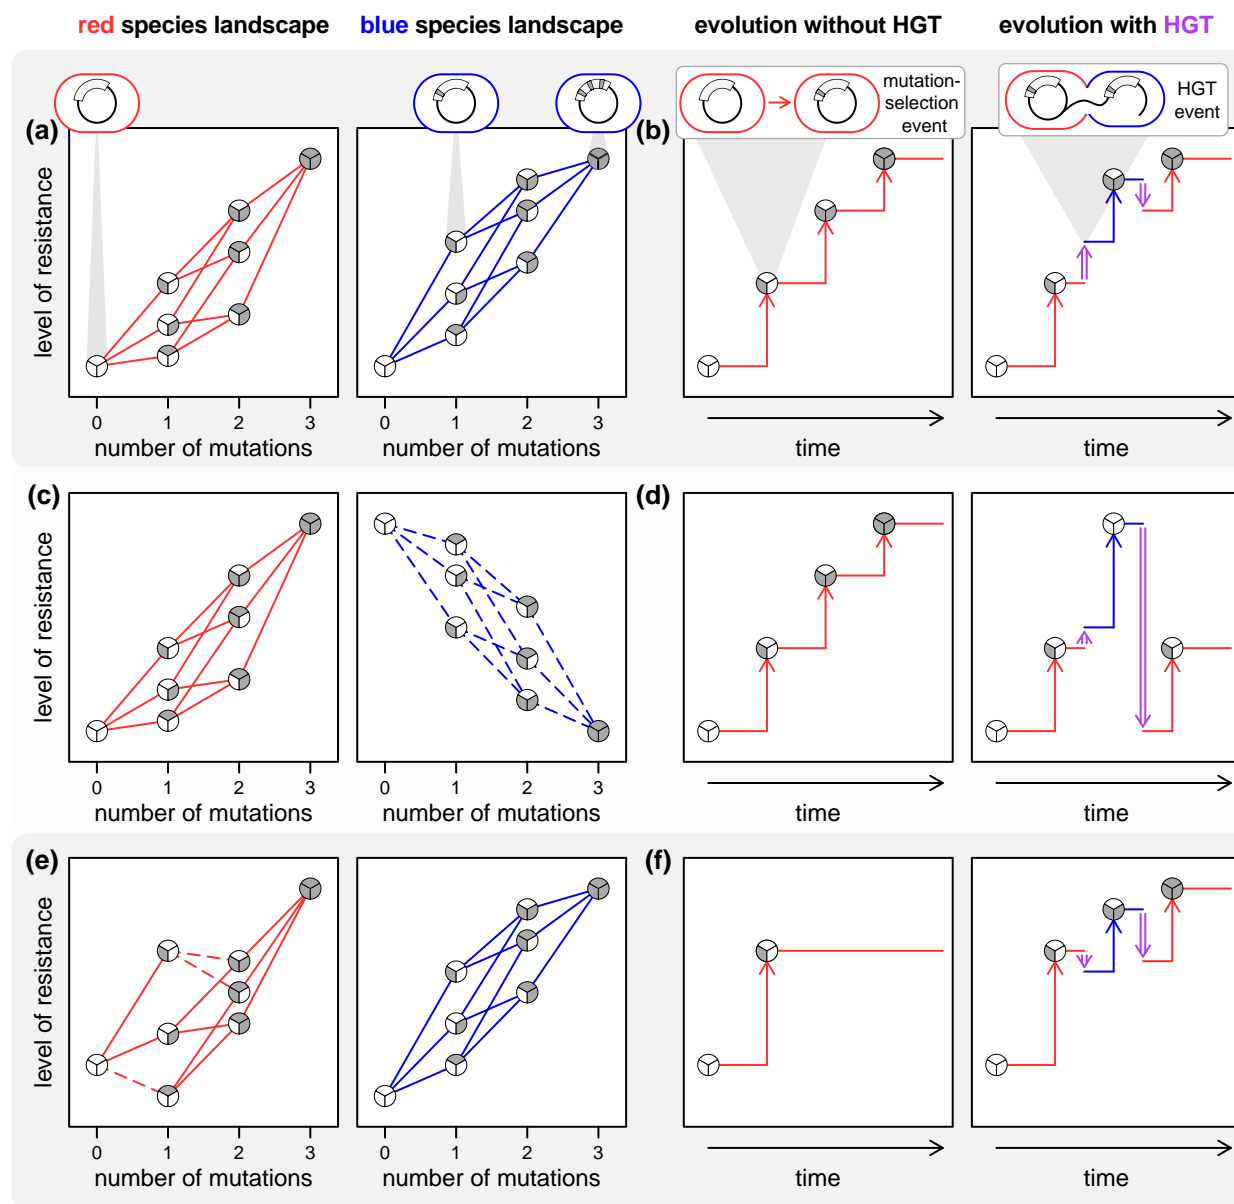 red species landscape
blue species landscape
evolution without HGT
evolution with HGT
(a)
level of resistance
0 1 2 3
number of mutations
0 1 2 3
number of mutations
(b)
mutation-
selection
event
time
HGT
event
time
(c)
level of resistance
0 1 2 3
number of mutations
0 1 2 3
number of mutations
(d)
time
time
(e)
level of resistance
0 1 2 3
number of mutations
0 1 2 3
number of mutations
(f)
time
time